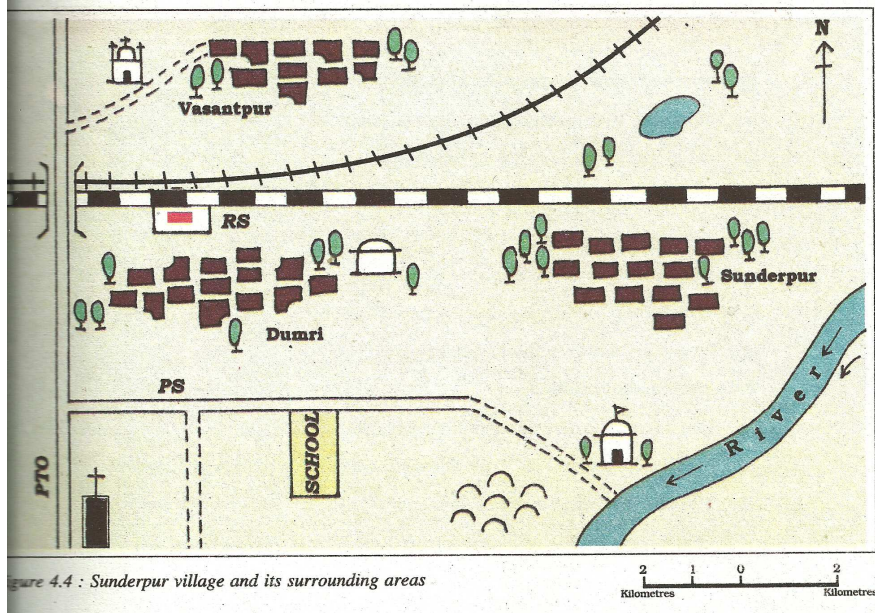 N
Vasantpur
RS
Sunderpur
Dumri
PS
River
SCHOOL
PTO
Figure 4.4 : Sunderpur village and its surrounding areas
2 1 0 2
Kilometres Kilometres